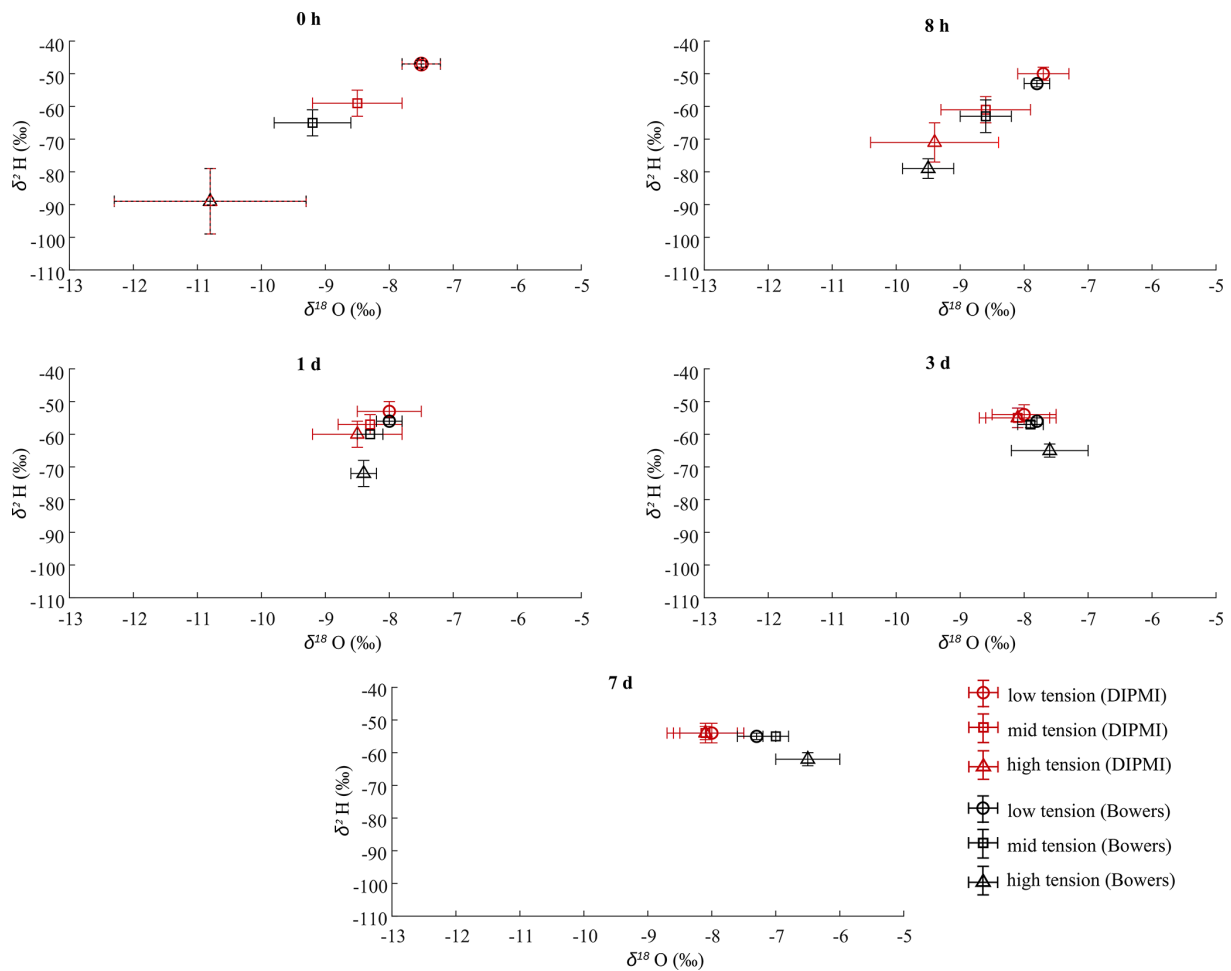 0 h
-40
-50
-60
-70
-80
-90
-100
-110
-13 -12 -11 -10 -9 -8 -7 -6 -5
δ² H (‰)
δ¹⁸ O (‰)
8 h
-40
-50
-60
-70
-80
-90
-100
-110
-13 -12 -11 -10 -9 -8 -7 -6 -5
δ² H (‰)
δ¹⁸ O (‰)
1 d
-40
-50
-60
-70
-80
-90
-100
-110
-13 -12 -11 -10 -9 -8 -7 -6 -5
δ² H (‰)
δ¹⁸ O (‰)
3 d
-40
-50
-60
-70
-80
-90
-100
-110
-13 -12 -11 -10 -9 -8 -7 -6 -5
δ² H (‰)
δ¹⁸ O (‰)
7 d
-40
-50
-60
-70
-80
-90
-100
-110
-13 -12 -11 -10 -9 -8 -7 -6 -5
δ² H (‰)
δ¹⁸ O (‰)
low tension (DIPMI)
mid tension (DIPMI)
high tension (DIPMI)
low tension (Bowers)
mid tension (Bowers)
high tension (Bowers)